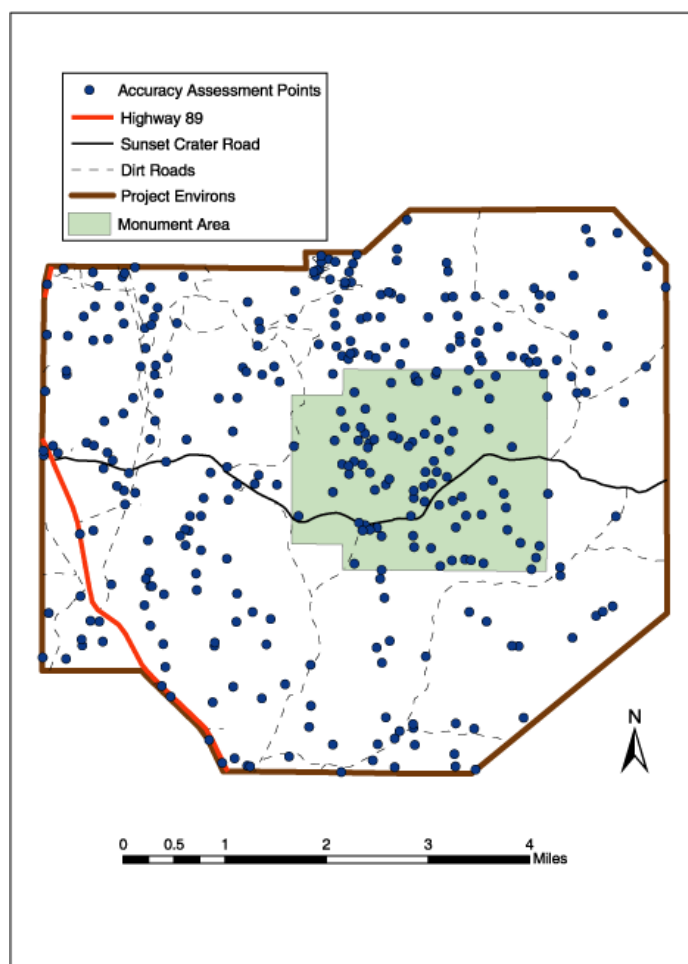 Accuracy Assessment Points
Highway 89
Sunset Crater Road
Dirt Roads
Project Environs
Monument Area
N
0 0.5 1 2 3 4
Miles